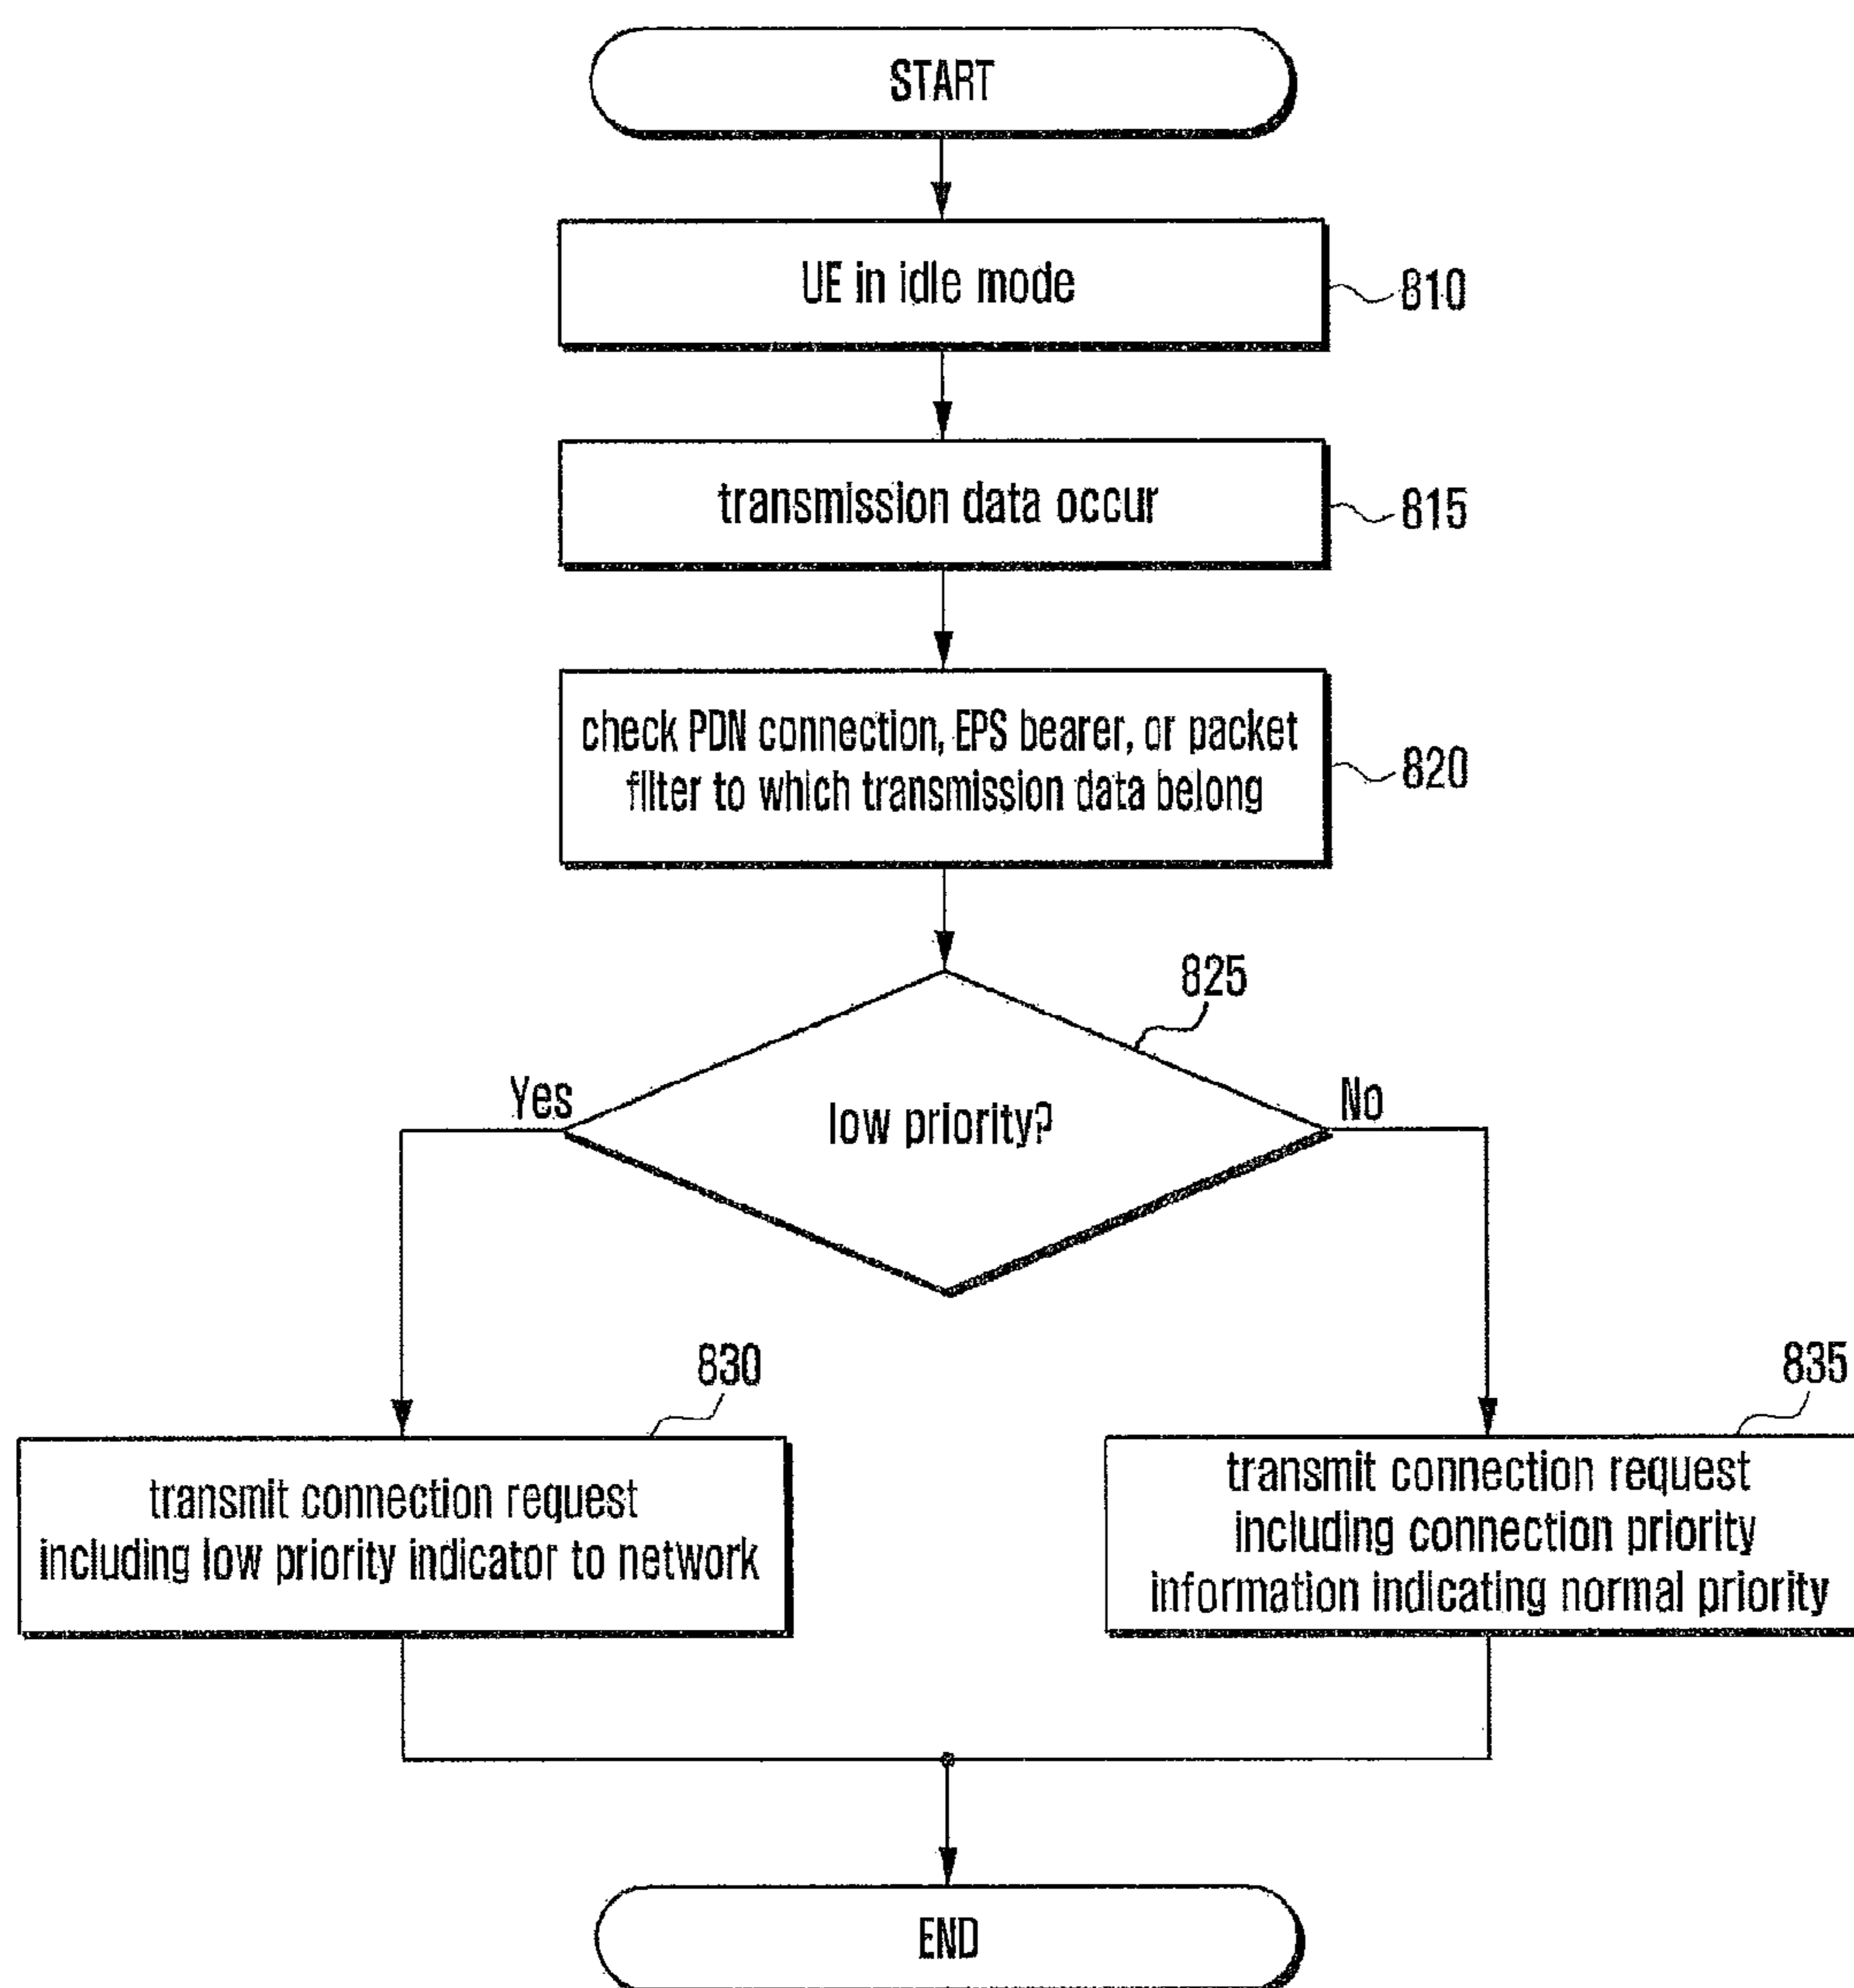 START
UE in idle mode
810
transmission data occur
815
check PDN connection, EPS bearer, or packet
filter to which transmission data belong
820
825
Yes
low priority?
No
830
transmit connection request
including low priority indicator to network
835
transmit connection request
including connection priority
information indicating normal priority
END